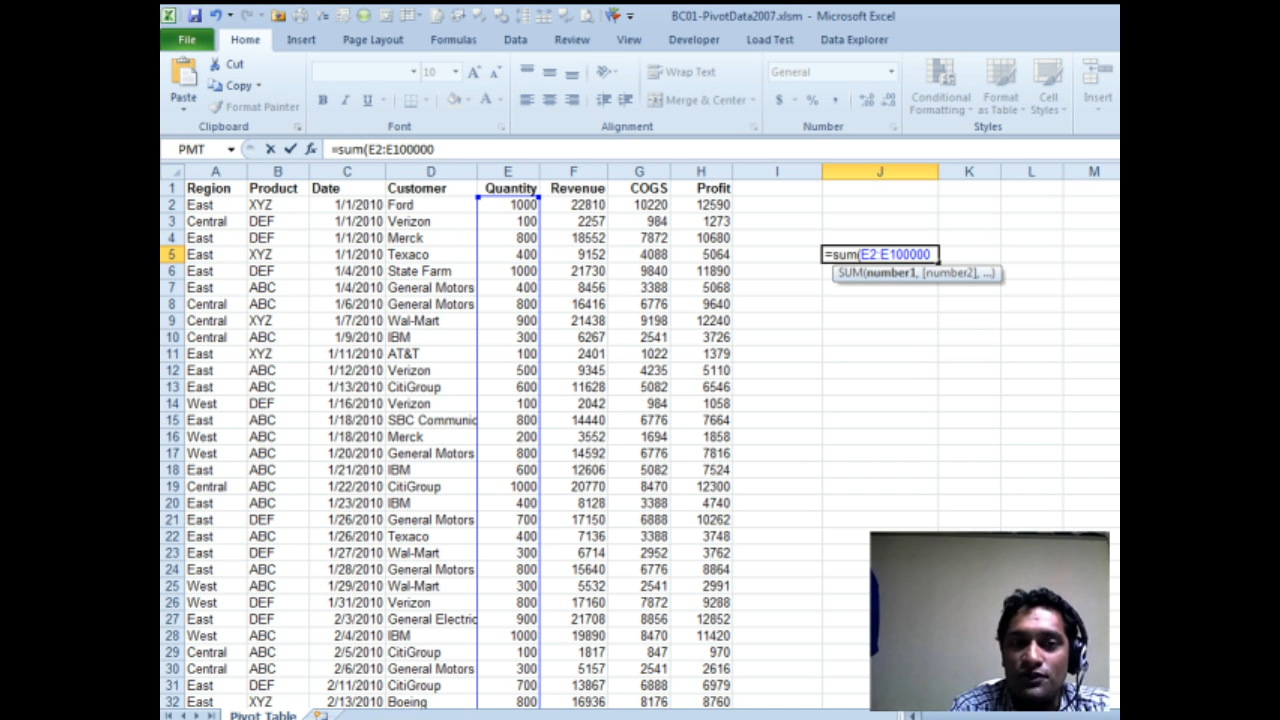 BC01-PivotData2007.xlsm - Microsoft Excel
File Home Insert Page Layout Formulas Data Review View Developer Load Test Data Explorer
Paste Cut Copy Format Painter
10 Wrap Text Merge & Center General $ % , Conditional Formatting Format as Table Cell Styles Insert
B I U
Clipboard Font Alignment Number Styles
PMT fx =sum(E2:E100000
A B C D E F G H I J K L M
1 Region Product Date Customer Quantity Revenue COGS Profit
2 East XYZ 1/1/2010 Ford 1000 22810 10220 12590
3 Central DEF 1/1/2010 Verizon 100 2257 984 1273
4 East DEF 1/1/2010 Merck 800 18552 7872 10680
5 East XYZ 1/1/2010 Texaco 400 9152 4088 5064 =sum(E2:E100000
6 East DEF 1/4/2010 State Farm 1000 21730 9840 11890 SUM(number1, [number2], ...)
7 East ABC 1/4/2010 General Motors 400 8456 3388 5068
8 Central ABC 1/6/2010 General Motors 800 16416 6776 9640
9 Central XYZ 1/7/2010 Wal-Mart 900 21438 9198 12240
10 Central ABC 1/9/2010 IBM 300 6267 2541 3726
11 East XYZ 1/11/2010 AT&T 100 2401 1022 1379
12 East ABC 1/12/2010 Verizon 500 9345 4235 5110
13 East ABC 1/13/2010 CitiGroup 600 11628 5082 6546
14 West DEF 1/16/2010 Verizon 100 2042 984 1058
15 East ABC 1/18/2010 SBC Communic 800 14440 6776 7664
16 West ABC 1/18/2010 Merck 200 3552 1694 1858
17 West ABC 1/20/2010 General Motors 800 14592 6776 7816
18 East ABC 1/21/2010 IBM 600 12606 5082 7524
19 Central ABC 1/22/2010 CitiGroup 1000 20770 8470 12300
20 East ABC 1/23/2010 IBM 400 8128 3388 4740
21 East DEF 1/26/2010 General Motors 700 17150 6888 10262
22 East ABC 1/26/2010 Texaco 400 7136 3388 3748
23 East DEF 1/27/2010 Wal-Mart 300 6714 2952 3762
24 East ABC 1/28/2010 General Motors 800 15640 6776 8864
25 West ABC 1/29/2010 Wal-Mart 300 5532 2541 2991
26 West DEF 1/31/2010 Verizon 800 17160 7872 9288
27 East DEF 2/3/2010 General Electric 900 21708 8856 12852
28 West ABC 2/4/2010 IBM 1000 19890 8470 11420
29 Central ABC 2/5/2010 CitiGroup 100 1817 847 970
30 Central ABC 2/6/2010 General Motors 300 5157 2541 2616
31 East DEF 2/11/2010 CitiGroup 700 13867 6888 6979
32 East XYZ 2/13/2010 Boeing 800 16936 8176 8760
Pivot Table